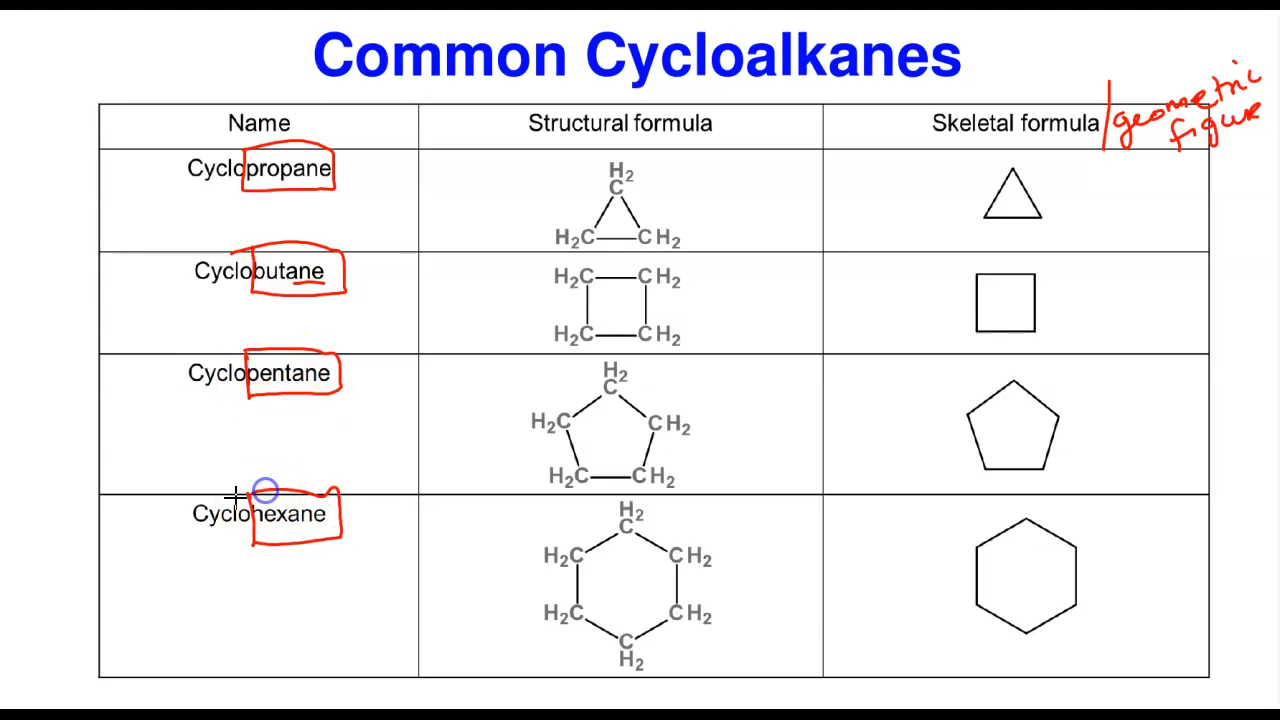 Common Cycloalkanes
Name Structural formula Skeletal formula / geometric figure
Cyclopropane
H2
C
H2C CH2
Cyclobutane
H2C CH2
H2C CH2
Cyclopentane
H2
C
H2C CH2
H2C CH2
Cyclohexane
H2
C
H2C CH2
H2C CH2
C
H2